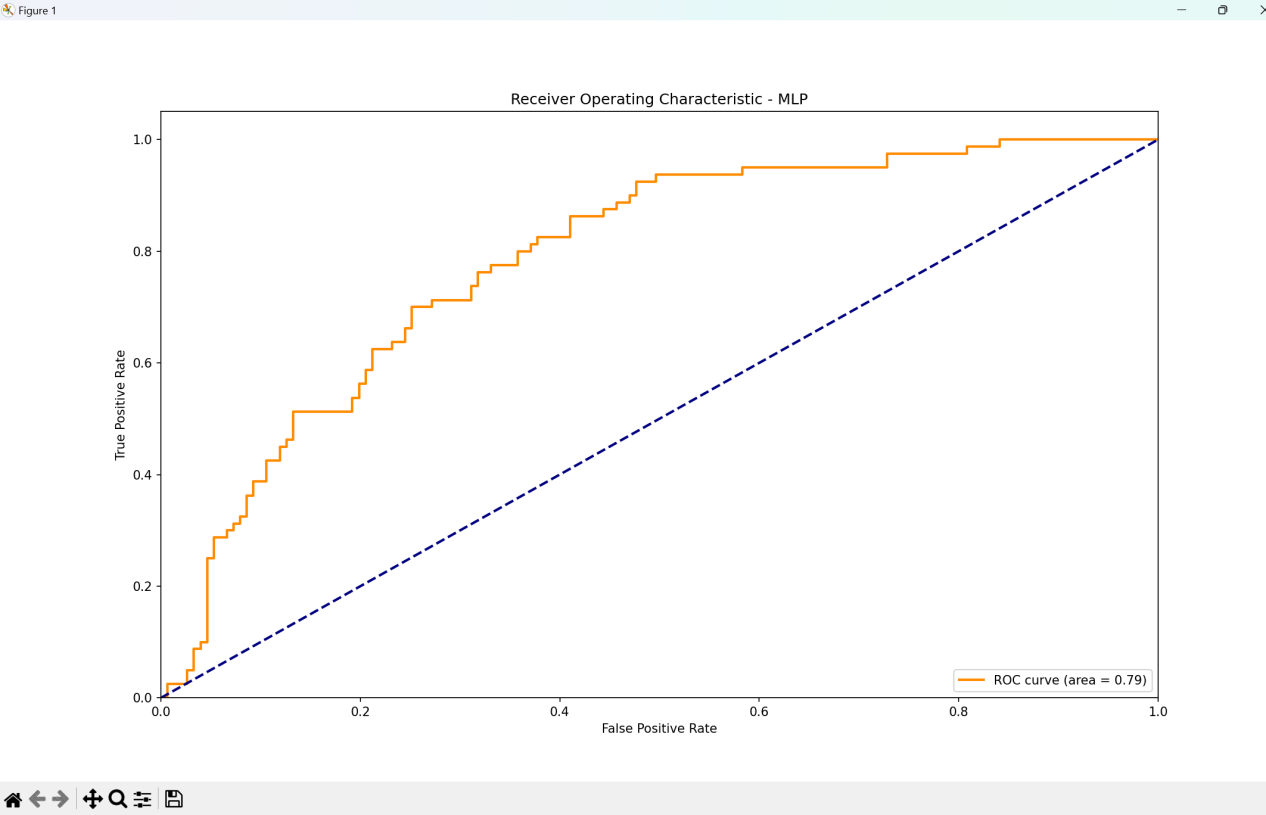 Figure 1
Receiver Operating Characteristic - MLP
1.0
0.8
0.6
0.4
0.2
0.0
True Positive Rate
ROC curve (area = 0.79)
0.0 0.2 0.4 0.6 0.8 1.0
False Positive Rate